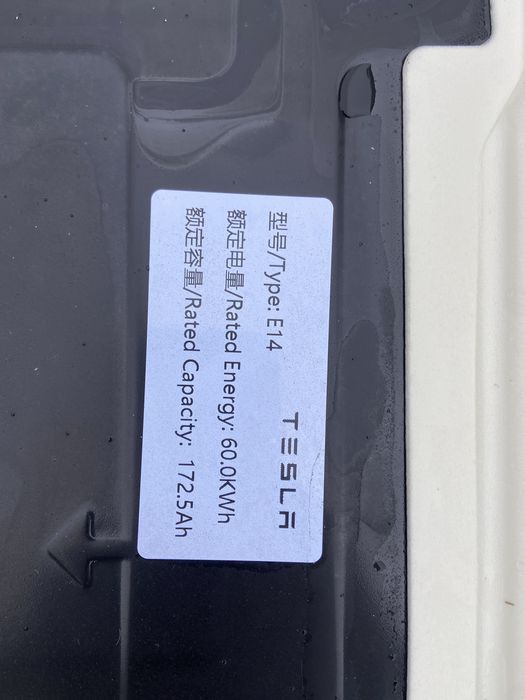 TESLA
型号/Type: E14
额定电量/Rated Energy: 60.0KWh
额定容量/Rated Capacity: 172.5Ah